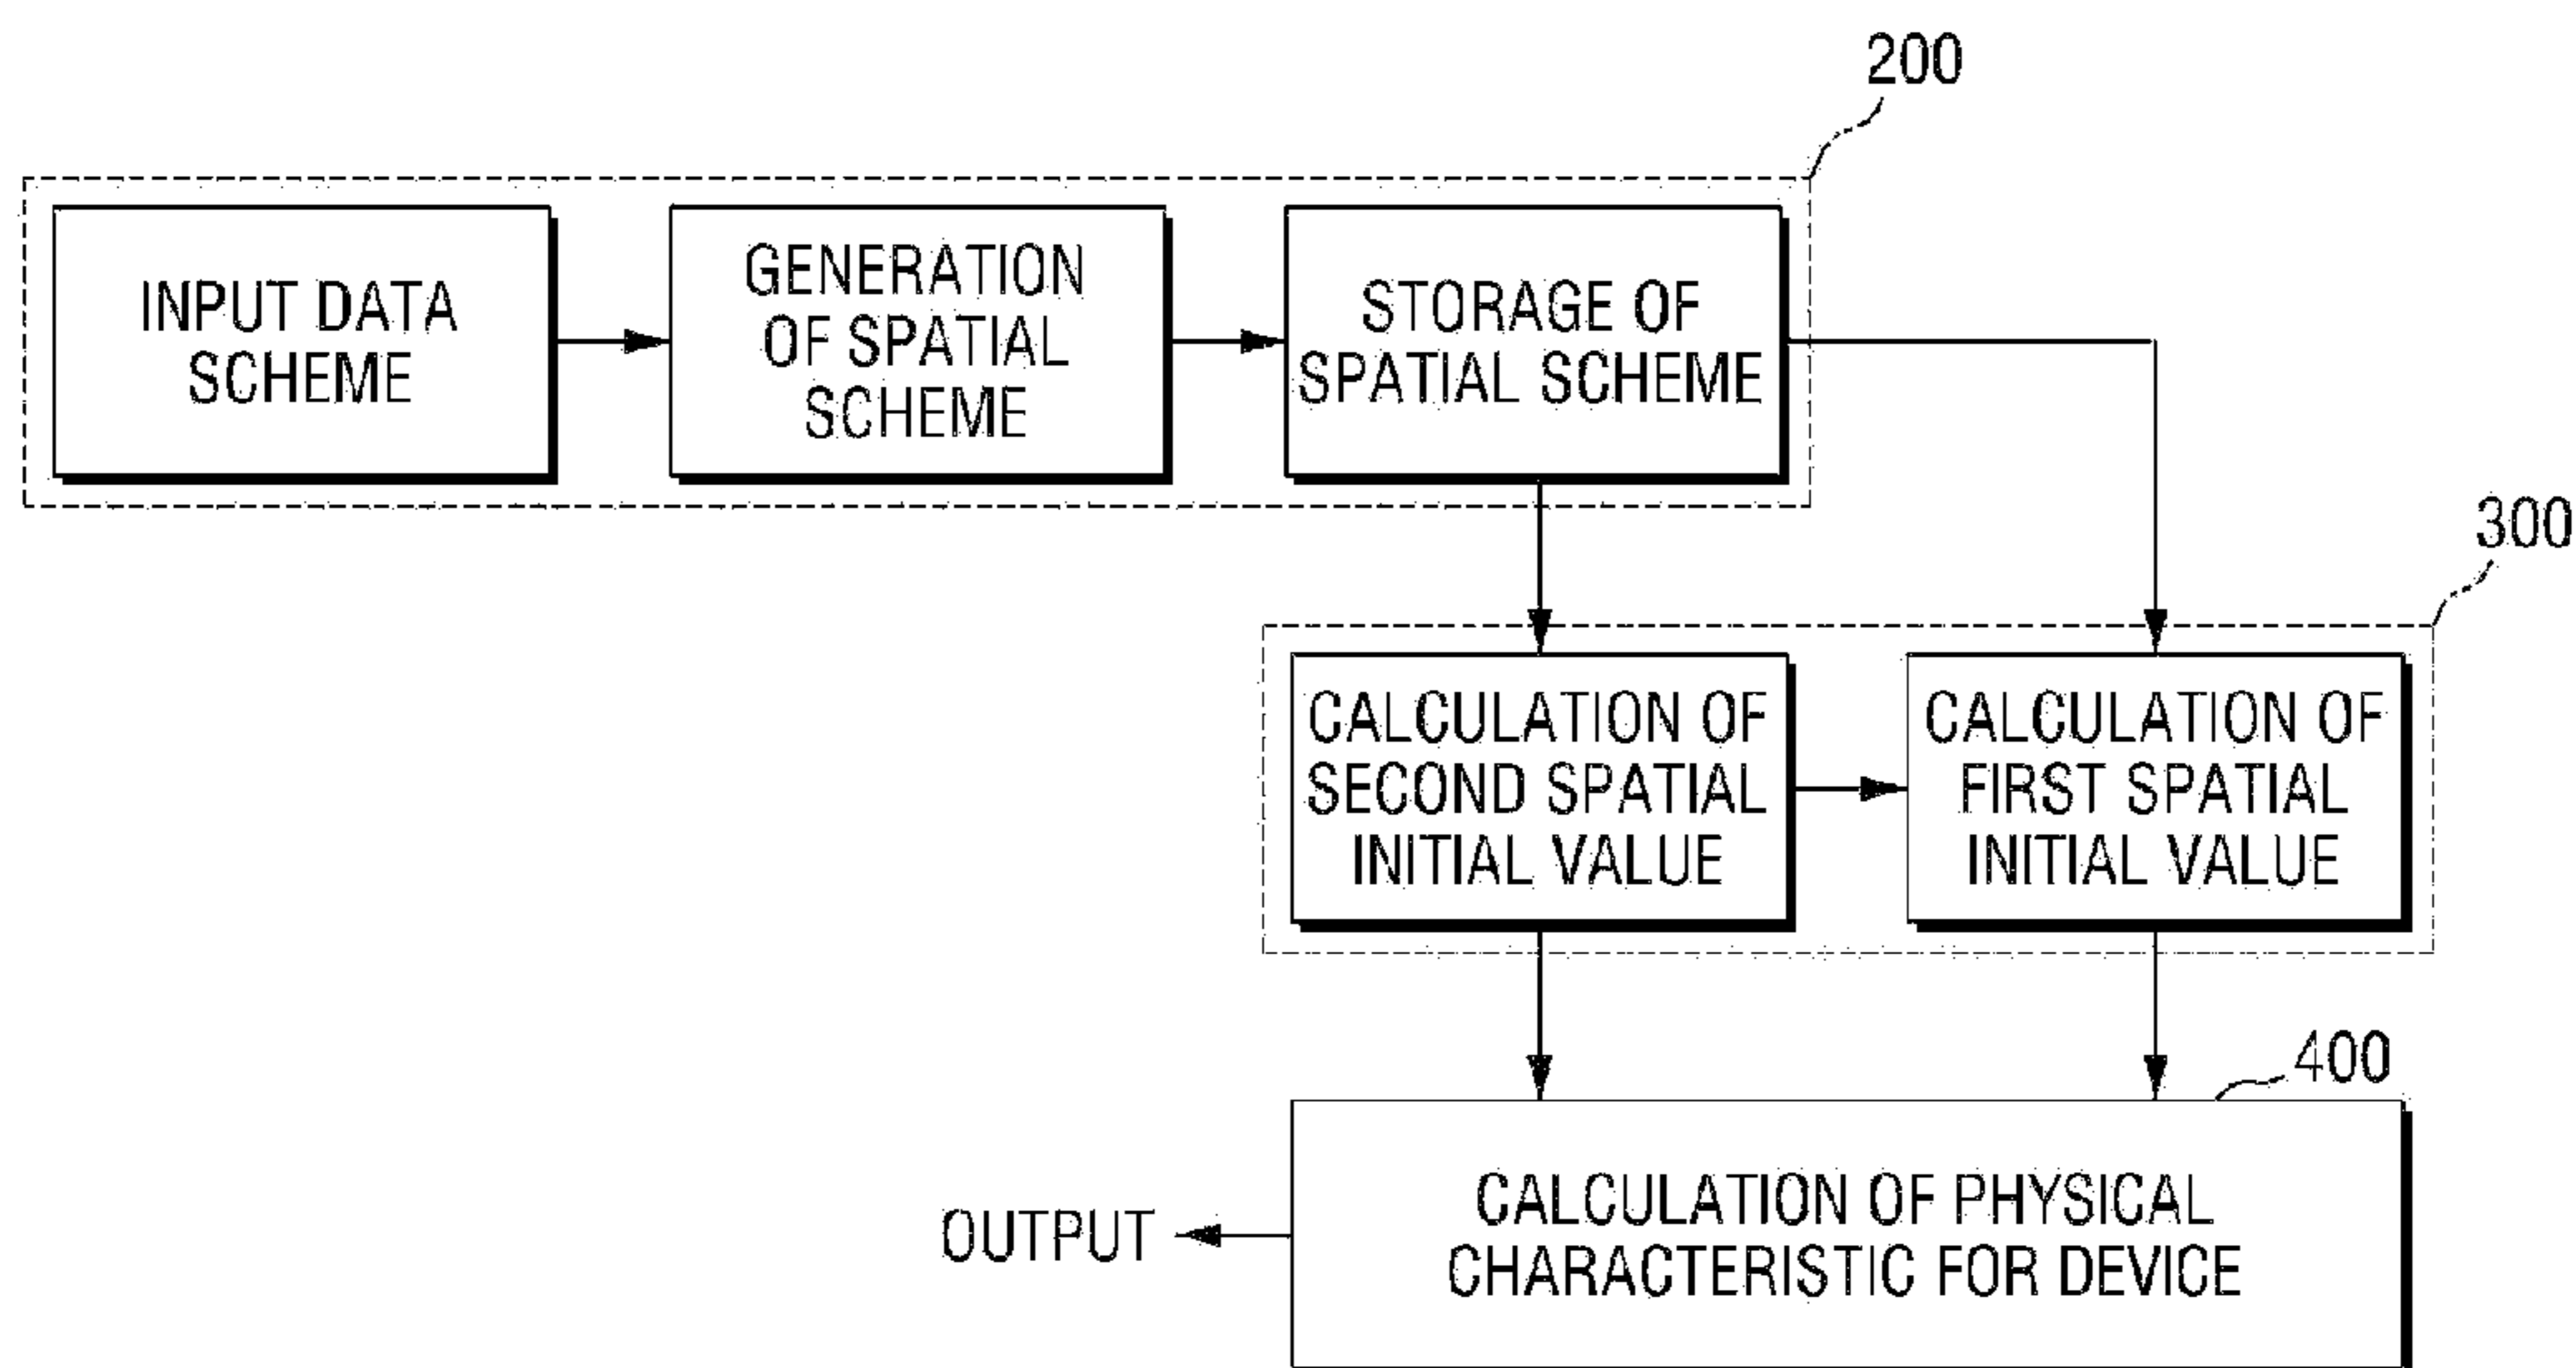 200
INPUT DATA
SCHEME
GENERATION
OF SPATIAL
SCHEME
STORAGE OF
SPATIAL SCHEME
300
CALCULATION OF
SECOND SPATIAL
INITIAL VALUE
CALCULATION OF
FIRST SPATIAL
INITIAL VALUE
400
CALCULATION OF PHYSICAL
CHARACTERISTIC FOR DEVICE
OUTPUT